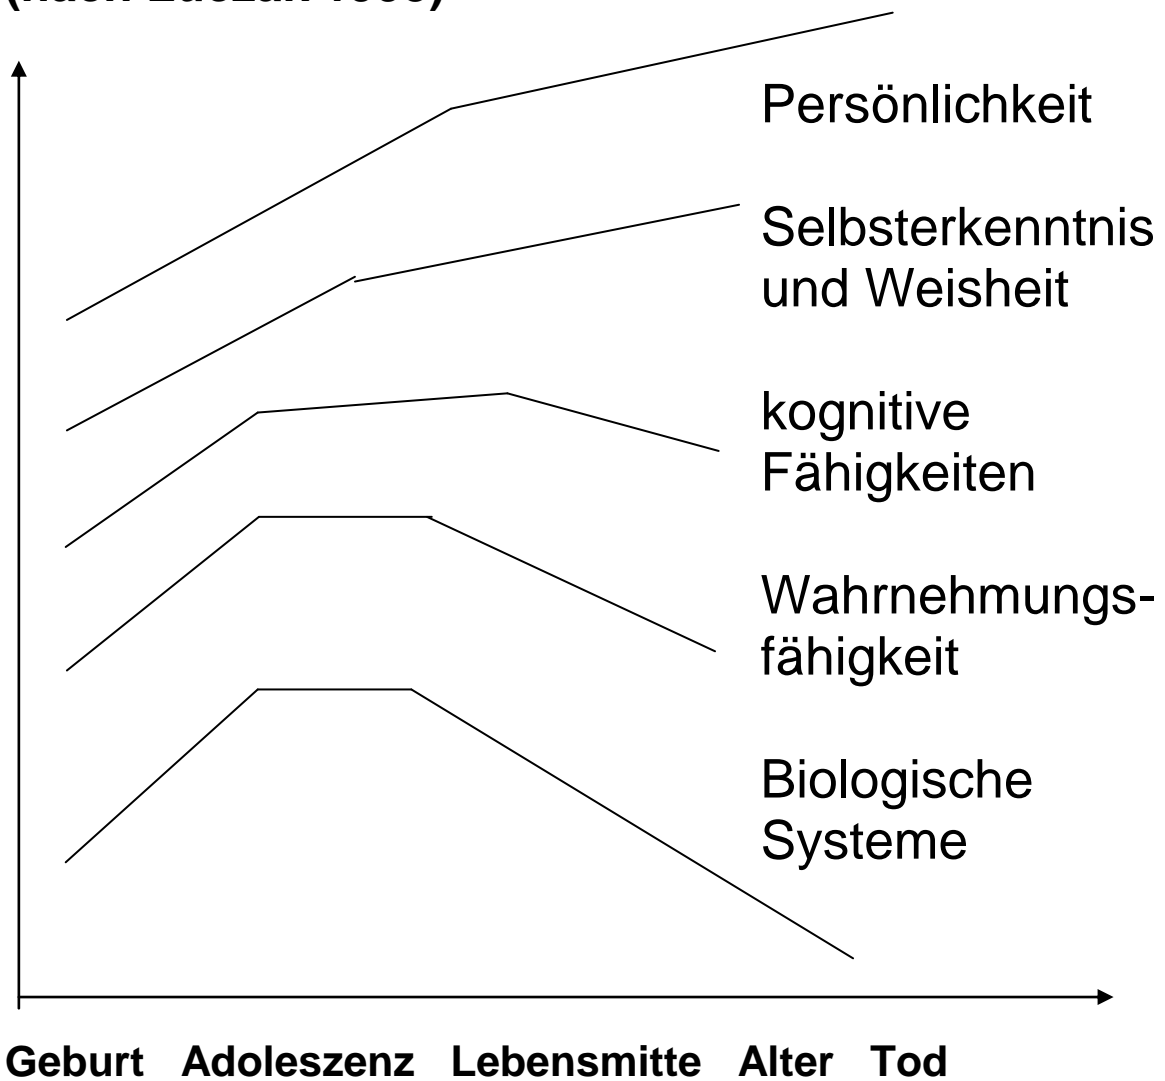 Persönlichkeit
Selbsterkenntnis
und Weisheit
kognitive
Fähigkeiten
Wahrnehmungs-
fähigkeit
Biologische
Systeme
Geburt Adoleszenz Lebensmitte Alter Tod